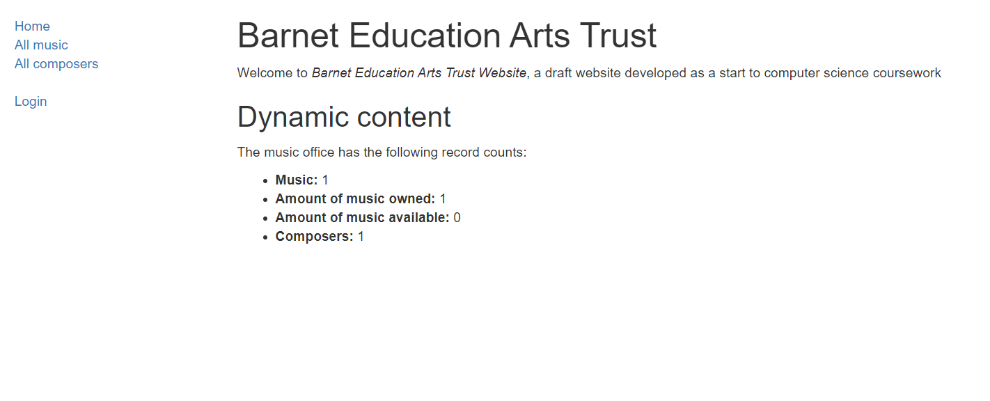 Home
All music
All composers
Login
Barnet Education Arts Trust
Welcome to Barnet Education Arts Trust Website, a draft website developed as a start to computer science coursework
Dynamic content
The music office has the following record counts:
• Music: 1
• Amount of music owned: 1
• Amount of music available: 0
• Composers: 1